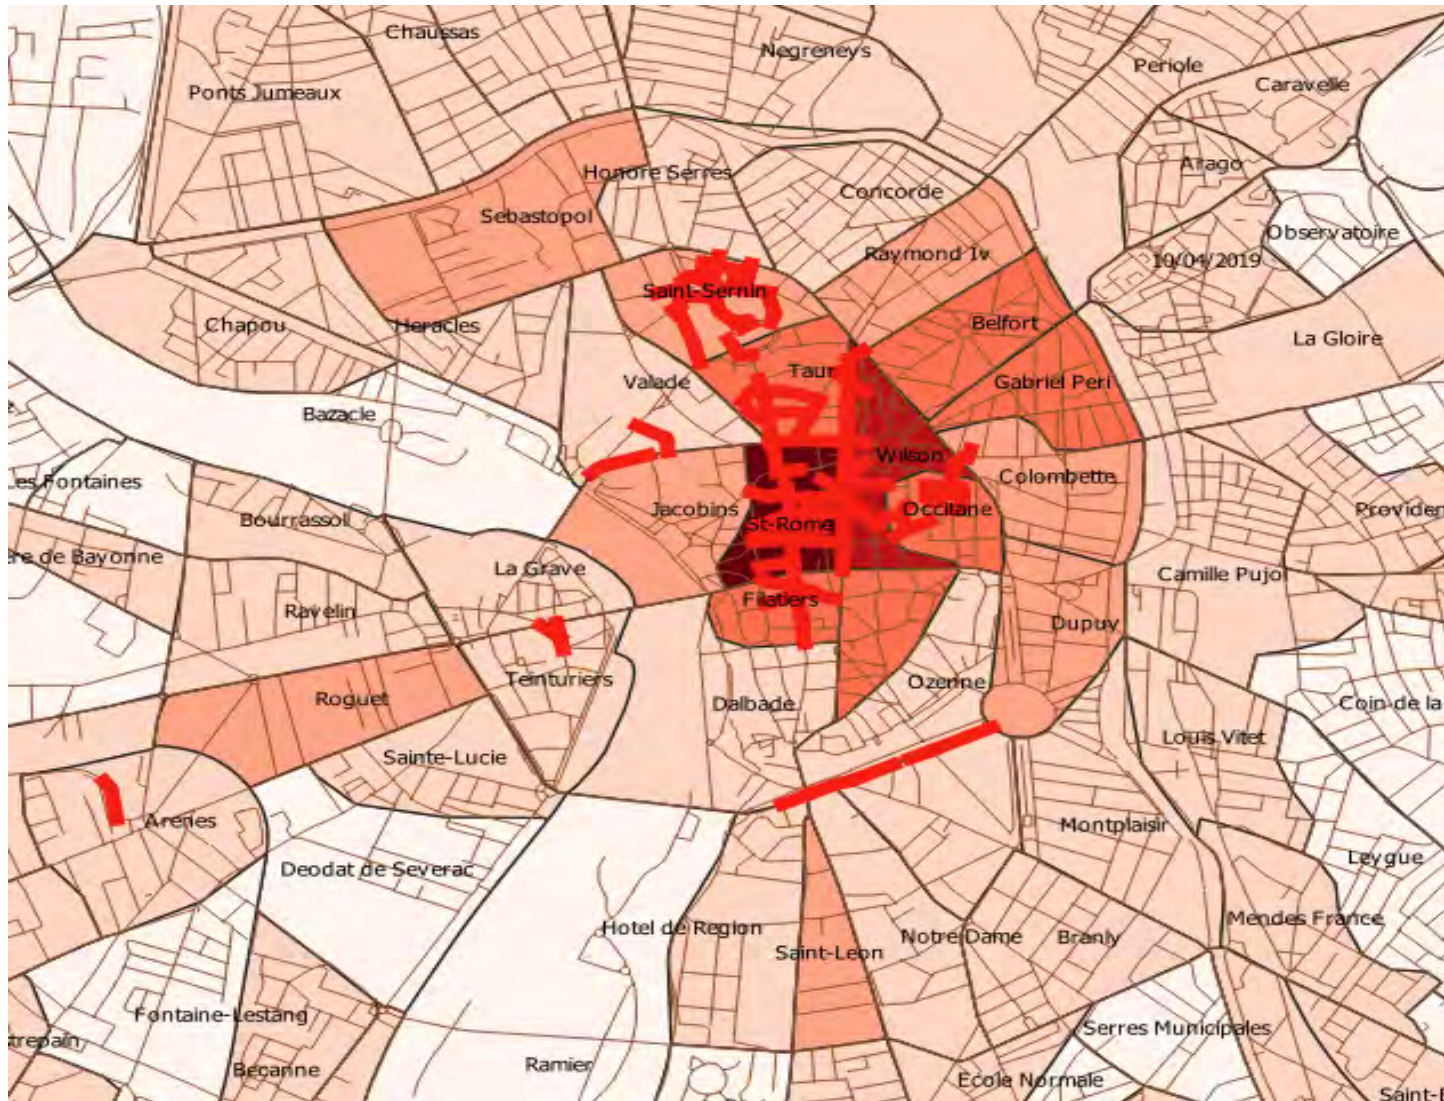 Chaussas
Negreneys
Periole
Caravelle
Ponts Jumeaux
Arago
Honore Serres
Concorde
Sebastopol
Observatoire
Raymond Iv
10/04/2019
Saint-Sernin
Chapou
Heracles
Belfort
La Gloire
Valade
Taur
Gabriel Peri
Bazacle
Wilson
Colombette
es Fontaines
Jacobins
Occitane
Providen
Bourrassol
St-Rome
re de Bayonne
La Grave
Camille Pujol
Ravelin
Filatiers
Dupuy
Teinturiers
Ozenne
Roguet
Dalbade
Coin de la
Sainte-Lucie
Louis Vitet
Arenes
Montplaisir
Deodat de Severac
Leygue
Hotel de Region
Saint-Leon
Notre Dame
Branly
Mendes France
Fontaine-Lestang
Serres Municipales
trepain
Becanne
Ramier
Ecole Normale
Saint-